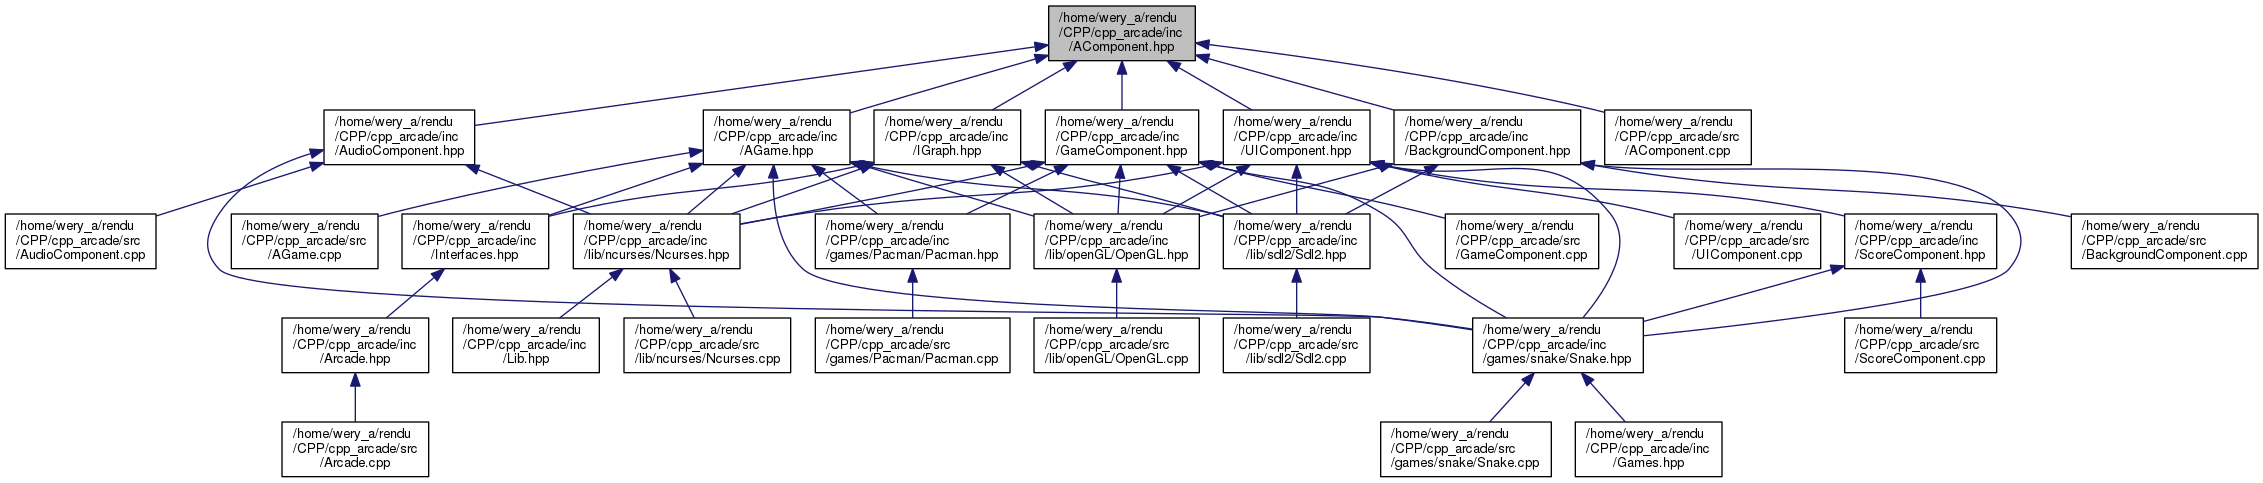 /home/wery_a/rendu
/CPP/cpp_arcade/inc
/AComponent.hpp
/home/wery_a/rendu
/CPP/cpp_arcade/inc
/AudioComponent.hpp
/home/wery_a/rendu
/CPP/cpp_arcade/inc
/AGame.hpp
/home/wery_a/rendu
/CPP/cpp_arcade/inc
/IGraph.hpp
/home/wery_a/rendu
/CPP/cpp_arcade/inc
/GameComponent.hpp
/home/wery_a/rendu
/CPP/cpp_arcade/inc
/UIComponent.hpp
/home/wery_a/rendu
/CPP/cpp_arcade/inc
/BackgroundComponent.hpp
/home/wery_a/rendu
/CPP/cpp_arcade/src
/AComponent.cpp
/home/wery_a/rendu
/CPP/cpp_arcade/src
/AudioComponent.cpp
/home/wery_a/rendu
/CPP/cpp_arcade/src
/AGame.cpp
/home/wery_a/rendu
/CPP/cpp_arcade/inc
/Interfaces.hpp
/home/wery_a/rendu
/CPP/cpp_arcade/inc
/lib/ncurses/Ncurses.hpp
/home/wery_a/rendu
/CPP/cpp_arcade/inc
/games/Pacman/Pacman.hpp
/home/wery_a/rendu
/CPP/cpp_arcade/inc
/lib/openGL/OpenGL.hpp
/home/wery_a/rendu
/CPP/cpp_arcade/inc
/lib/sdl2/Sdl2.hpp
/home/wery_a/rendu
/CPP/cpp_arcade/src
/GameComponent.cpp
/home/wery_a/rendu
/CPP/cpp_arcade/src
/UIComponent.cpp
/home/wery_a/rendu
/CPP/cpp_arcade/inc
/ScoreComponent.hpp
/home/wery_a/rendu
/CPP/cpp_arcade/src
/BackgroundComponent.cpp
/home/wery_a/rendu
/CPP/cpp_arcade/inc
/Arcade.hpp
/home/wery_a/rendu
/CPP/cpp_arcade/inc
/Lib.hpp
/home/wery_a/rendu
/CPP/cpp_arcade/src
/lib/ncurses/Ncurses.cpp
/home/wery_a/rendu
/CPP/cpp_arcade/src
/games/Pacman/Pacman.cpp
/home/wery_a/rendu
/CPP/cpp_arcade/src
/lib/openGL/OpenGL.cpp
/home/wery_a/rendu
/CPP/cpp_arcade/src
/lib/sdl2/Sdl2.cpp
/home/wery_a/rendu
/CPP/cpp_arcade/inc
/games/snake/Snake.hpp
/home/wery_a/rendu
/CPP/cpp_arcade/src
/ScoreComponent.cpp
/home/wery_a/rendu
/CPP/cpp_arcade/src
/Arcade.cpp
/home/wery_a/rendu
/CPP/cpp_arcade/src
/games/snake/Snake.cpp
/home/wery_a/rendu
/CPP/cpp_arcade/inc
/Games.hpp